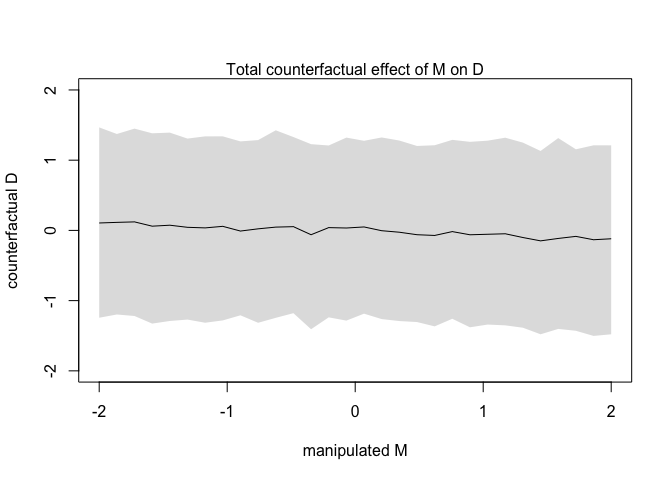 Total counterfactual effect of M on D
counterfactual D
2
1
0
-1
-2
-2 -1 0 1 2
manipulated M